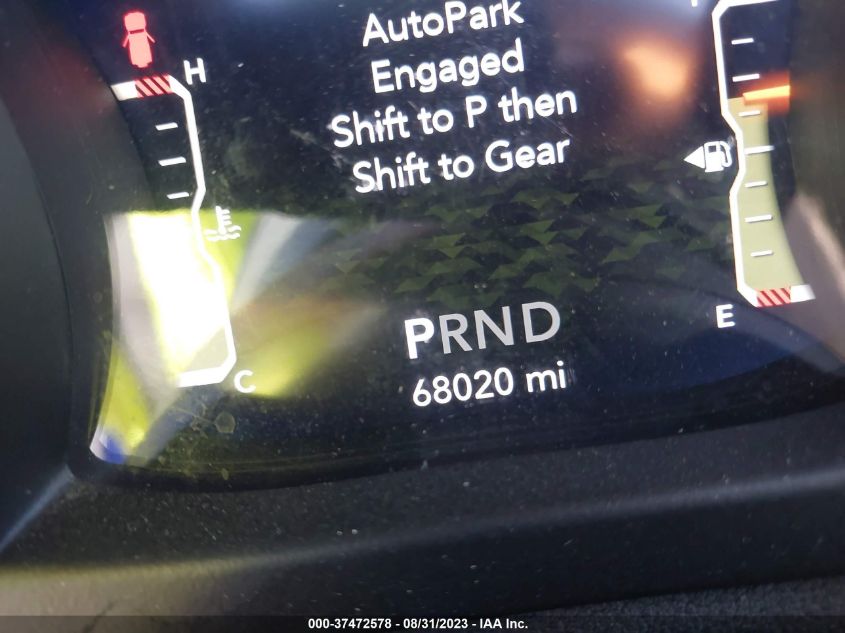 AutoPark
Engaged
Shift to P then
Shift to Gear
H
C
E
PRND
68020 mi
000-37472578 - 08/31/2023 - IAA Inc.